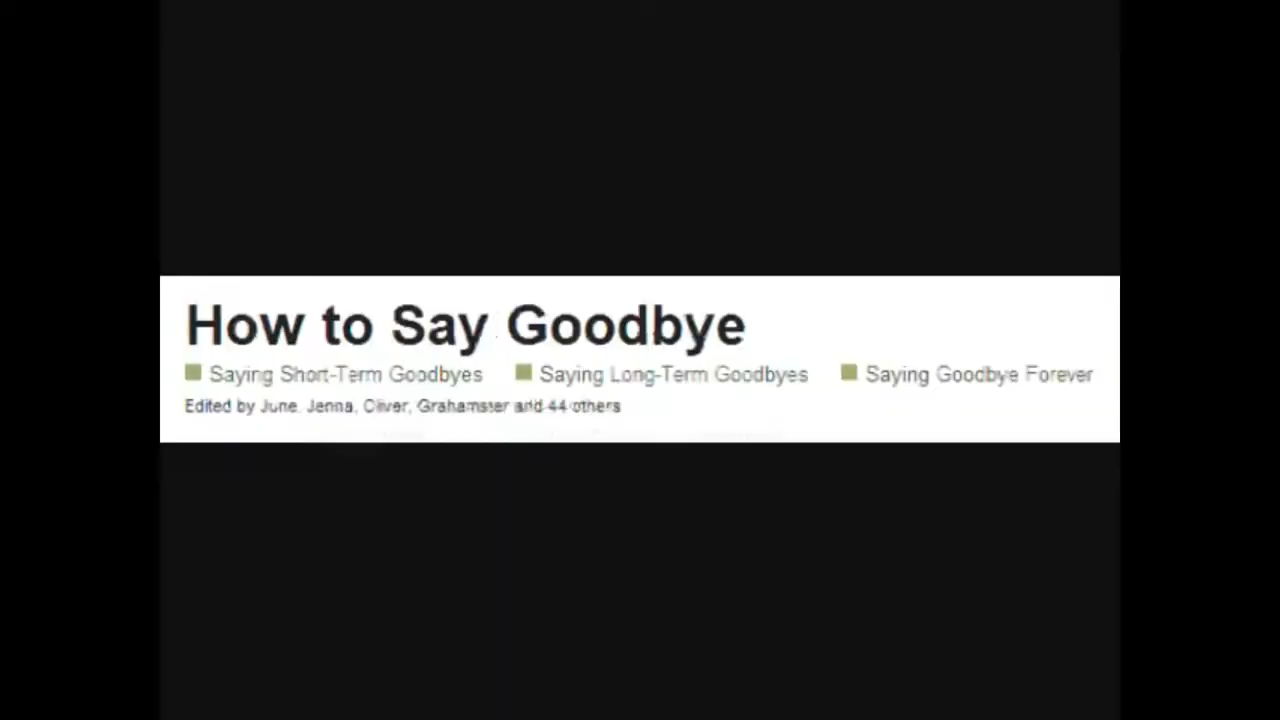 How to Say Goodbye
Saying Short-Term Goodbyes Saying Long-Term Goodbyes Saying Goodbye Forever
Edited by June, Jenna, Oliver, Grahamster and 44 others